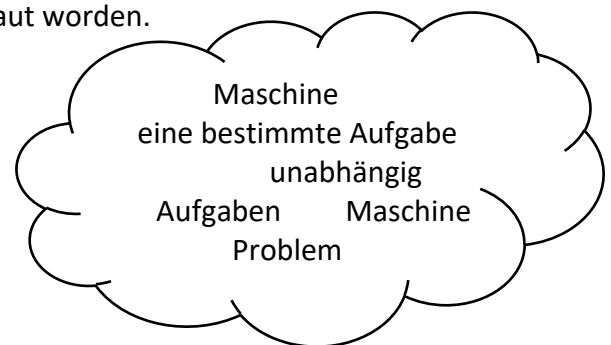 aut worden.
Maschine
eine bestimmte Aufgabe
unabhängig
Aufgaben Maschine
Problem